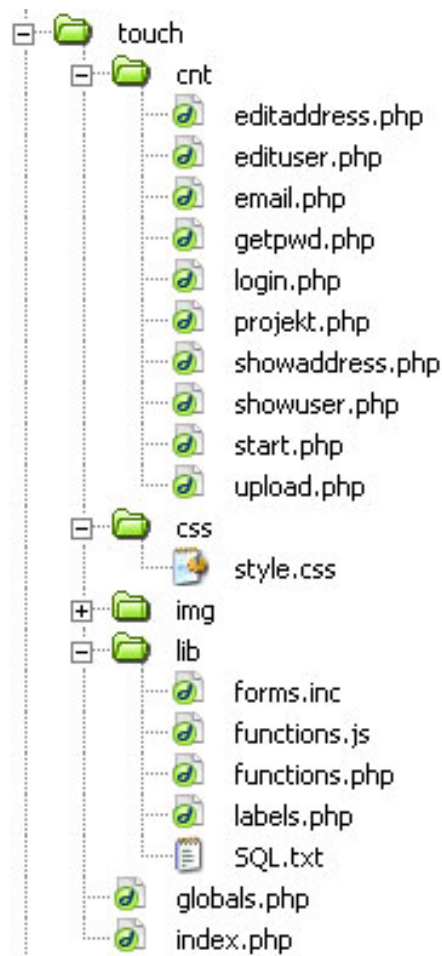 touch
cnt
editaddress.php
edituser.php
email.php
getpwd.php
login.php
projekt.php
showaddress.php
showuser.php
start.php
upload.php
css
style.css
img
lib
forms.inc
functions.js
functions.php
labels.php
SQL.txt
globals.php
index.php